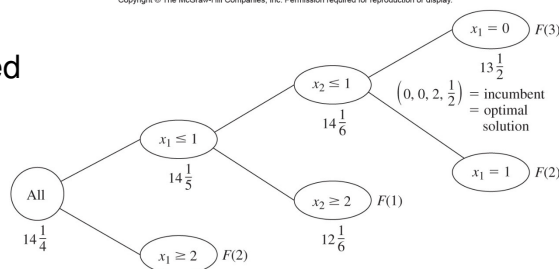 Copyright © The McGraw-Hill Companies, Inc. Permission required for reproduction or display.
ed
x₁ = 0 F(3)
13 1/2
x₂ ≤ 1
14 1/6
(0, 0, 2, 1/2) = incumbent
= optimal
solution
x₁ ≤ 1
14 1/5
x₁ = 1 F(2)
All
14 1/4
x₂ ≥ 2 F(1)
12 1/6
x₁ ≥ 2 F(2)